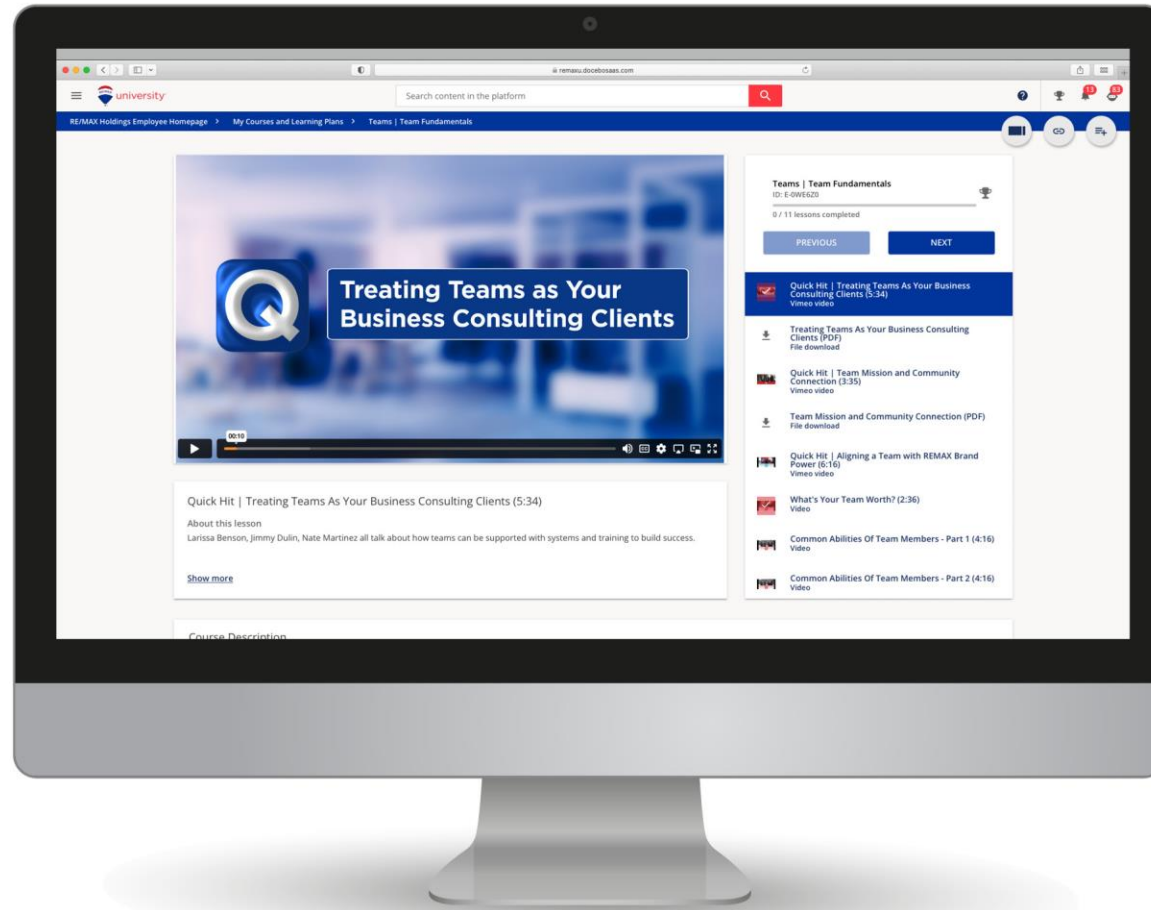 remaxu.docebosaas.com
university
Search content in the platform
13
83
RE/MAX Holdings Employee Homepage > My Courses and Learning Plans > Teams | Team Fundamentals
Q
Treating Teams as Your
Business Consulting Clients
00:10
Quick Hit | Treating Teams As Your Business Consulting Clients (5:34)
About this lesson
Larissa Benson, Jimmy Dulin, Nate Martinez all talk about how teams can be supported with systems and training to build success.
Show more
Course Description
Teams | Team Fundamentals
ID: E-0WE6Z0
0 / 11 lessons completed
PREVIOUS
NEXT
Quick Hit | Treating Teams As Your Business
Consulting Clients (5:34)
Vimeo video
Treating Teams As Your Business Consulting
Clients (PDF)
File download
Quick Hit | Team Mission and Community
Connection (3:35)
Vimeo video
Team Mission and Community Connection (PDF)
File download
Quick Hit | Aligning a Team with REMAX Brand
Power (6:16)
Vimeo video
What's Your Team Worth? (2:36)
Video
Common Abilities Of Team Members - Part 1 (4:16)
Video
Common Abilities Of Team Members - Part 2 (4:16)
Video